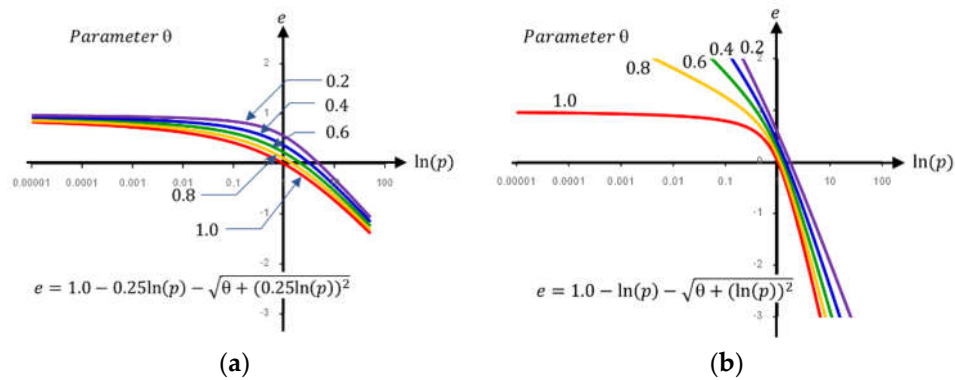 e
Parameter θ
2
0.2
0.4
1
0.6
0
ln(p)
0.00001 0.0001 0.001 0.01 0.1 100
0.8
1.0
-1
-2
e = 1.0 − 0.25ln(p) − √θ + (0.25ln(p))²
-3
(a)
e
Parameter θ
0.4 0.2
2
0.6
0.8
1.0
1
0
ln(p)
0.00001 0.0001 0.001 0.01 0.1 10 100
-1
-2
e = 1.0 − ln(p) − √θ + (ln(p))²
-3
(b)